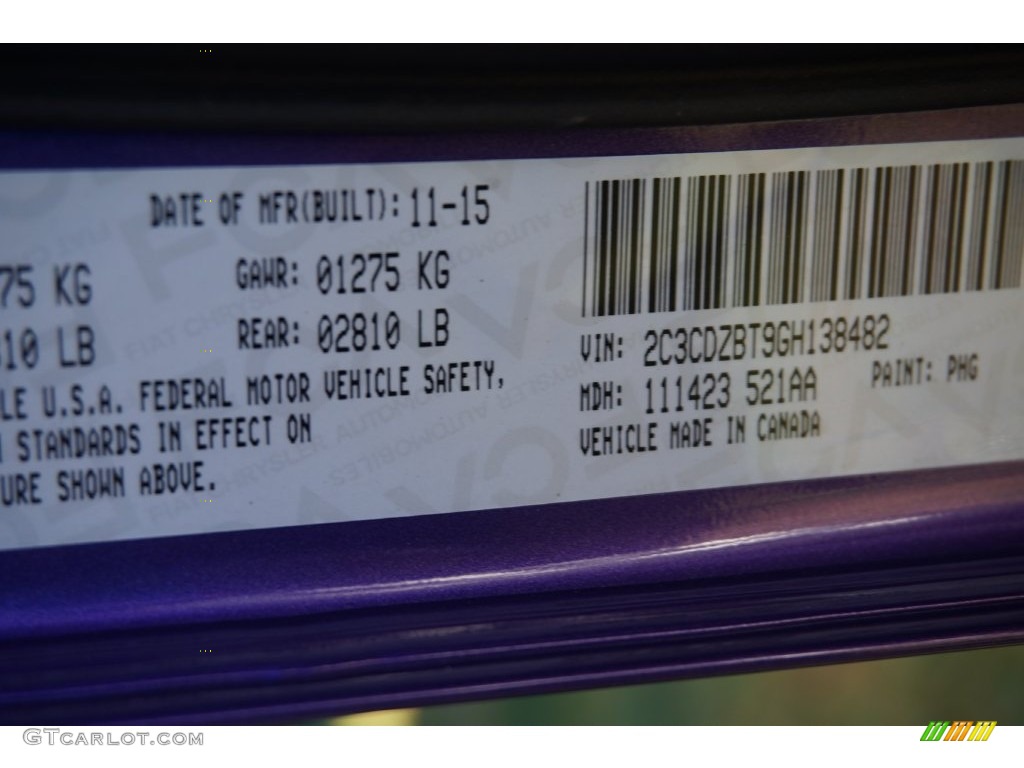 DATE OF MFR(BUILT): 11-15
75 KG GAWR: 01275 KG
10 LB REAR: 02810 LB
LE U.S.A. FEDERAL MOTOR VEHICLE SAFETY,
STANDARDS IN EFFECT ON
URE SHOWN ABOVE.
VIN: 2C3CDZBT9GH138482
MDH: 111423 521AA PAINT: PHG
VEHICLE MADE IN CANADA
GTCarlot.com